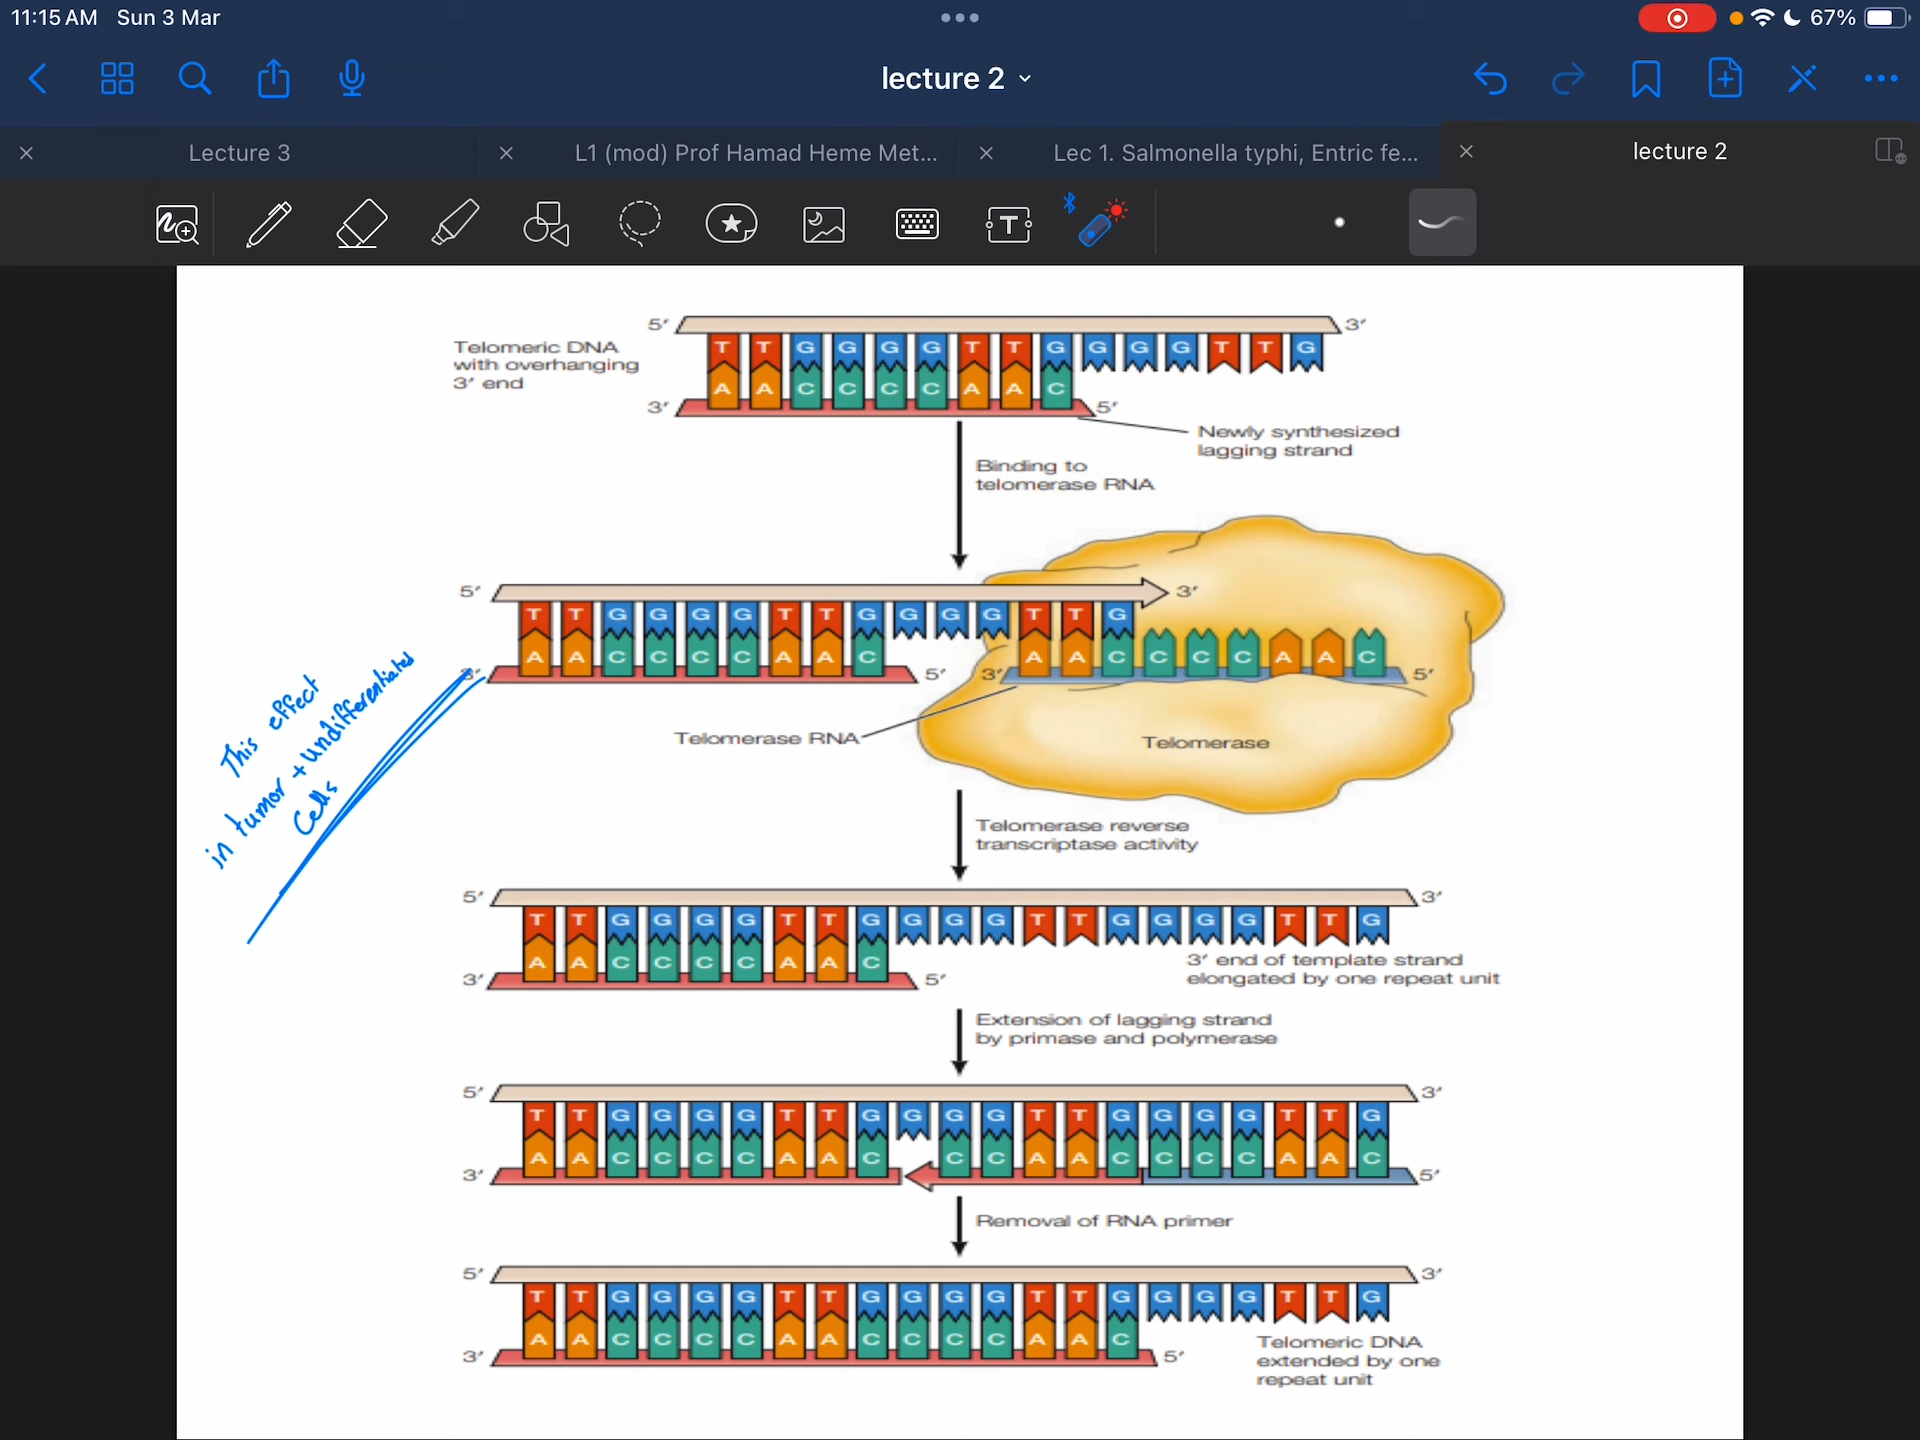 11:15 AM Sun 3 Mar
67%
lecture 2
Lecture 3
L1 (mod) Prof Hamad Heme Met...
Lec 1. Salmonella typhi, Entric fe...
lecture 2
T
5′ 3′
Telomeric DNA
with overhanging
3′ end
T T G G G G T T G G G G T T G
A A C C C C A A C
3′ 5′
Newly synthesized
lagging strand
Binding to
telomerase RNA
5′ 3′
T T G G G G T T G G G G T T G
A A C C C C A A C A A C C C C A A C
3′ 5′ 3′ 5′
Telomerase RNA
Telomerase
This effect
in tumor + undifferentiated
Cells
Telomerase reverse
transcriptase activity
5′ 3′
T T G G G G T T G G G G T T G G G G T T G
A A C C C C A A C
3′ 5′
3′ end of template strand
elongated by one repeat unit
Extension of lagging strand
by primase and polymerase
5′ 3′
T T G G G G T T G G G G T T G G G G T T G
A A C C C C A A C C C A A C C C C A A C
3′ 5′
Removal of RNA primer
5′ 3′
T T G G G G T T G G G G T T G G G G T T G
A A C C C C A A C C C C A A C
3′ 5′
Telomeric DNA
extended by one
repeat unit